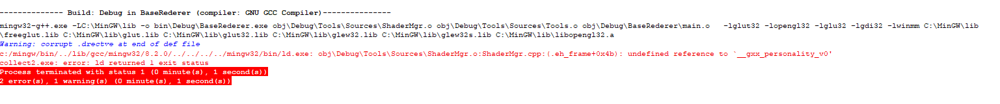 -------------- Build: Debug in BaseRederer (compiler: GNU GCC Compiler)---------------
mingw32-g++.exe -LC:\MinGW\lib -o bin\Debug\BaseRederer.exe obj\Debug\Tools\Sources\ShaderMgr.o obj\Debug\Tools\Sources\Tools.o obj\Debug\BaseRederer\main.o   -lglut32 -lopengl32 -lglu32 -lgdi32 -lwinmm C:\MinGW\lib
\freeglut.lib C:\MinGW\lib\glut.lib C:\MinGW\lib\glut32.lib C:\MinGW\lib\glew32.lib C:\MinGW\lib\glew32s.lib C:\MinGW\lib\libopengl32.a
Warning: corrupt .drectve at end of def file
c:/mingw/bin/../lib/gcc/mingw32/8.2.0/../../../../mingw32/bin/ld.exe: obj\Debug\Tools\Sources\ShaderMgr.o:ShaderMgr.cpp:(.eh_frame+0x4b): undefined reference to `__gxx_personality_v0'
collect2.exe: error: ld returned 1 exit status
Process terminated with status 1 (0 minute(s), 1 second(s))
2 error(s), 1 warning(s) (0 minute(s), 1 second(s))